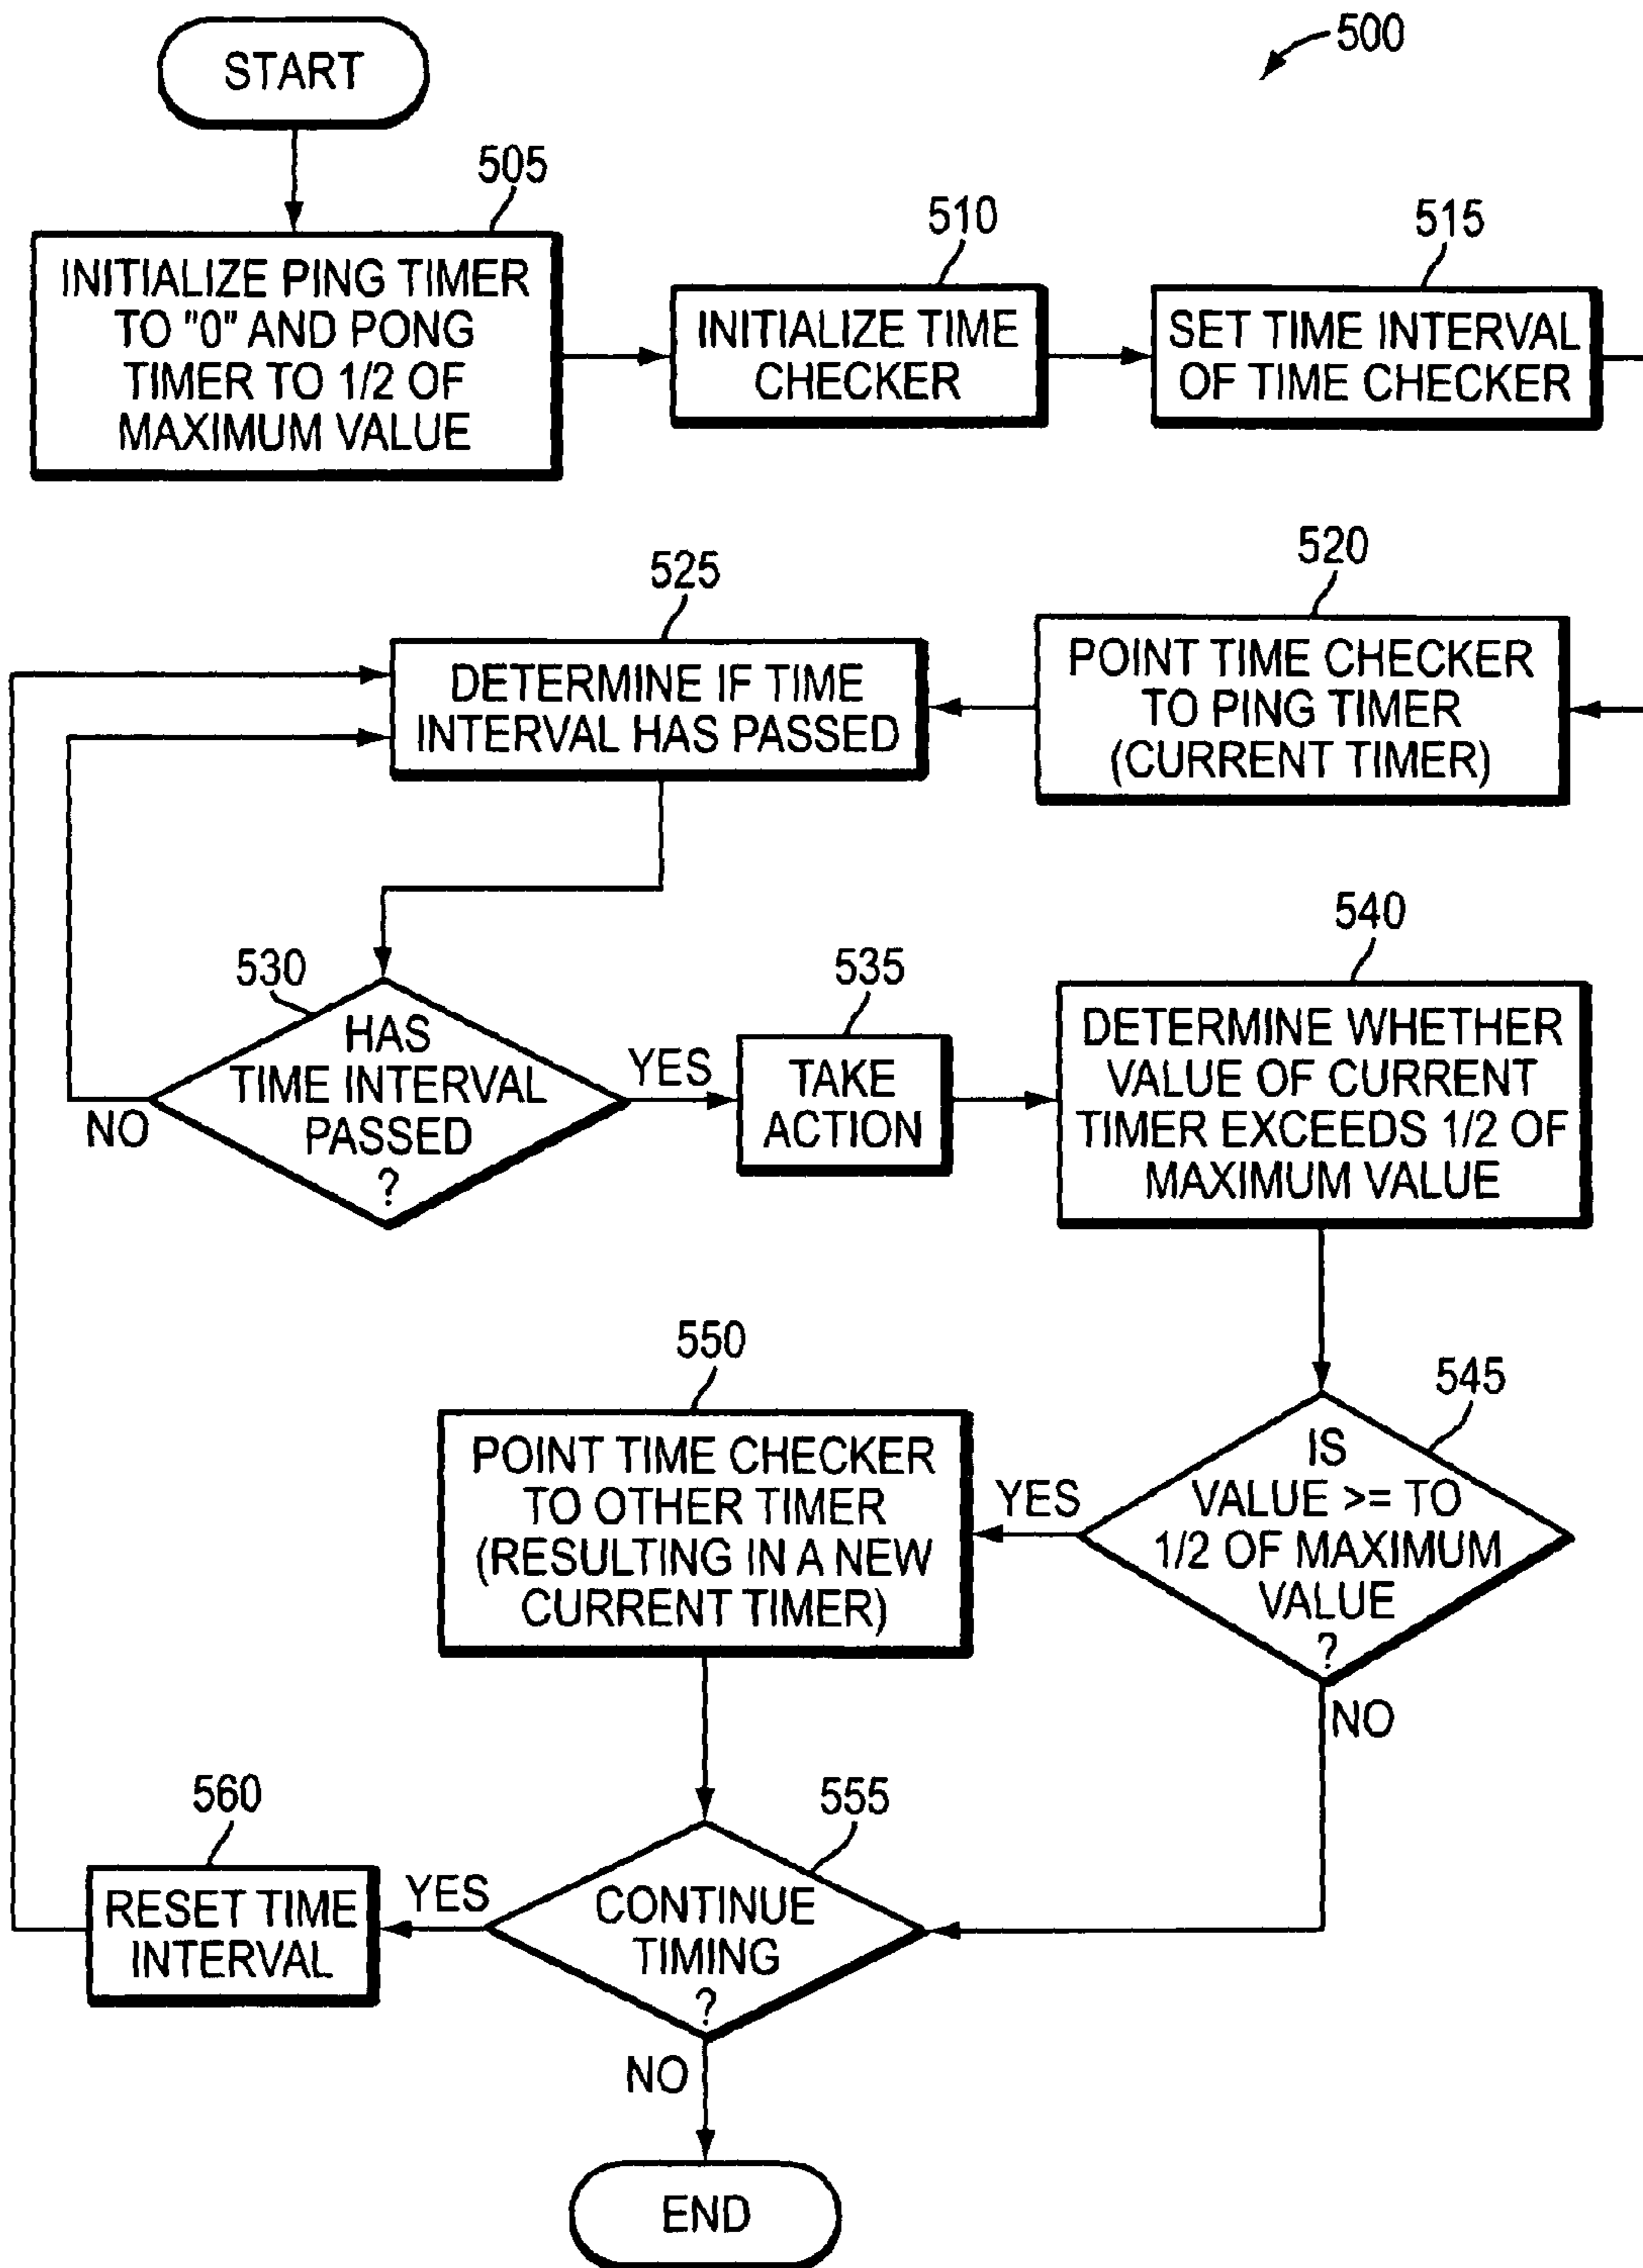 500
START
505
INITIALIZE PING TIMER
TO "0" AND PONG
TIMER TO 1/2 OF
MAXIMUM VALUE
510
INITIALIZE TIME
CHECKER
515
SET TIME INTERVAL
OF TIME CHECKER
520
POINT TIME CHECKER
TO PING TIMER
(CURRENT TIMER)
525
DETERMINE IF TIME
INTERVAL HAS PASSED
530
HAS
TIME INTERVAL
PASSED
?
NO
YES
535
TAKE
ACTION
540
DETERMINE WHETHER
VALUE OF CURRENT
TIMER EXCEEDS 1/2 OF
MAXIMUM VALUE
545
IS
VALUE >= TO
1/2 OF MAXIMUM
VALUE
?
YES
NO
550
POINT TIME CHECKER
TO OTHER TIMER
(RESULTING IN A NEW
CURRENT TIMER)
555
CONTINUE
TIMING
?
YES
NO
560
RESET TIME
INTERVAL
END